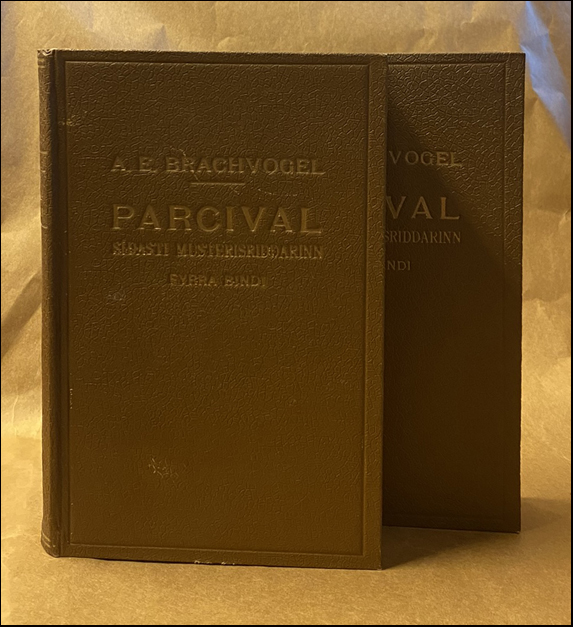 A. E. BRACHVOGEL
PARCIVAL
SÍÐASTI MUSTERISRIDDARINN
FYRRA BINDI
VOGEL
VAL
SRIDDARINN
NDI